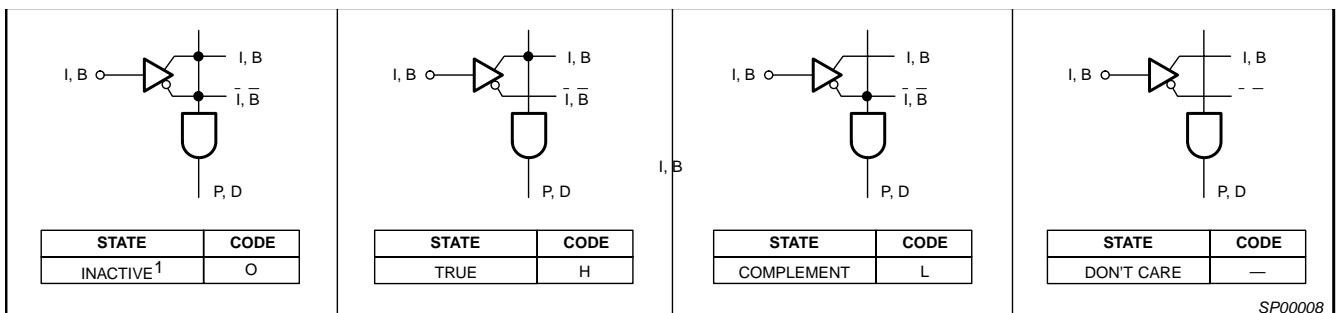 I, B
I, B
Ī, B̄
P, D
STATE CODE
INACTIVE1 O
I, B
I, B
Ī, B̄
P, D
STATE CODE
TRUE H
I, B
I, B
I, B
Ī, B̄
P, D
STATE CODE
COMPLEMENT L
I, B
I, B
P, D
STATE CODE
DON'T CARE —
SP00008